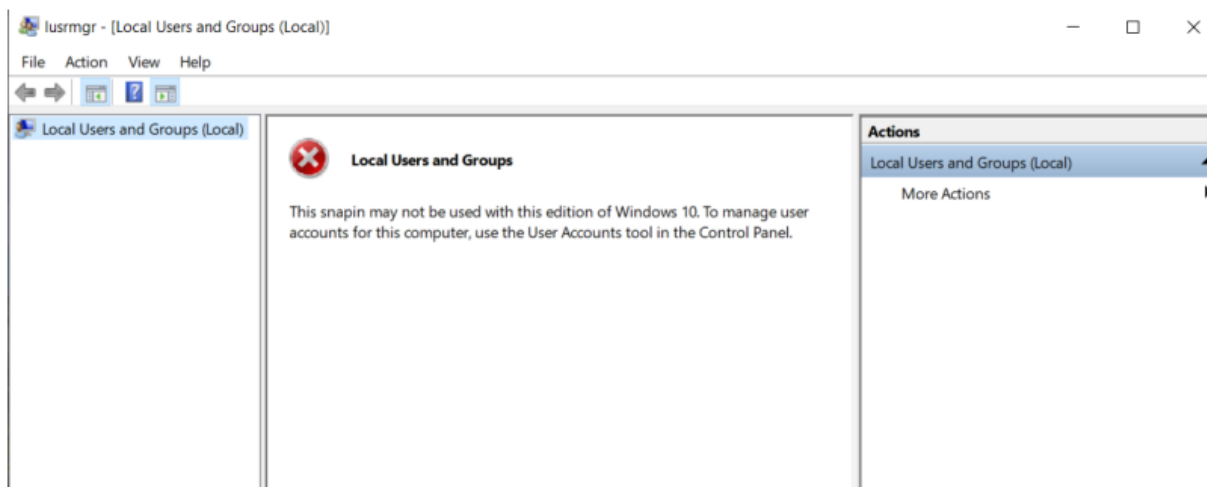 lusrmgr - [Local Users and Groups (Local)]
File Action View Help
Local Users and Groups (Local)
Local Users and Groups
This snapin may not be used with this edition of Windows 10. To manage user
accounts for this computer, use the User Accounts tool in the Control Panel.
Actions
Local Users and Groups (Local)
More Actions